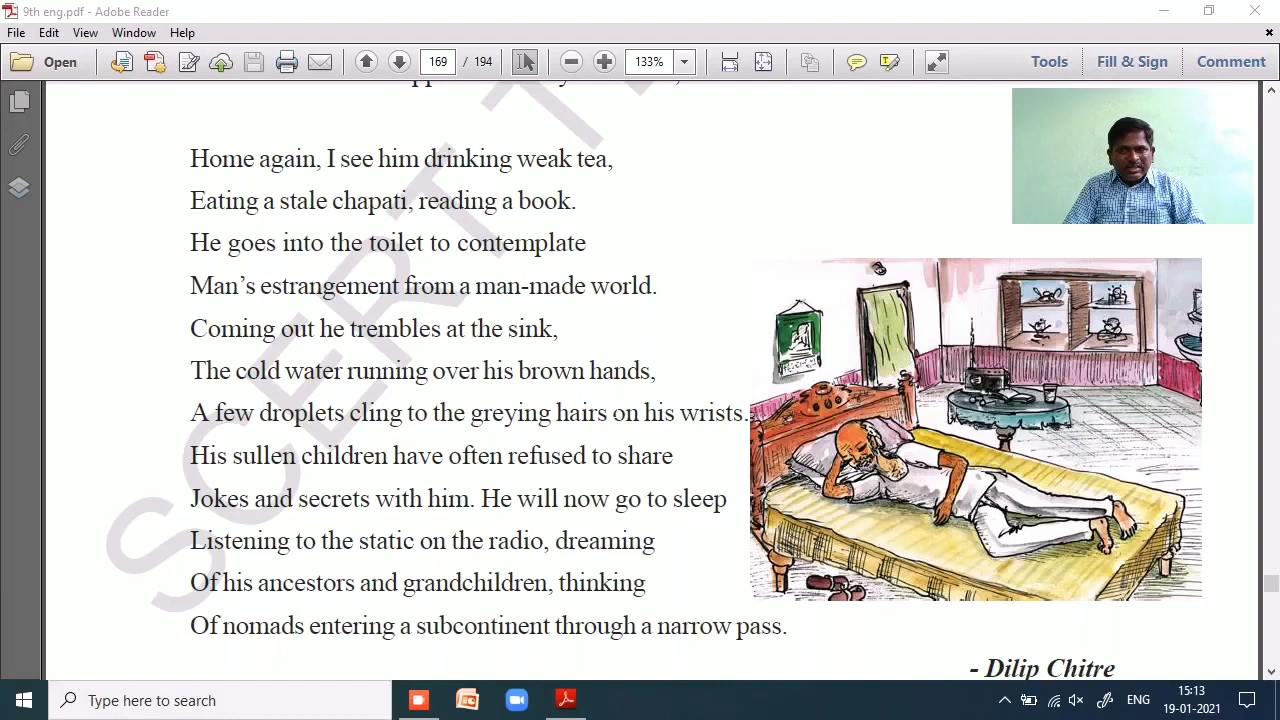 9th eng.pdf - Adobe Reader
File Edit View Window Help
Open 169 / 194 133% Tools Fill & Sign Comment
Home again, I see him drinking weak tea,
Eating a stale chapati, reading a book.
He goes into the toilet to contemplate
Man's estrangement from a man-made world.
Coming out he trembles at the sink,
The cold water running over his brown hands,
A few droplets cling to the greying hairs on his wrists.
His sullen children have often refused to share
Jokes and secrets with him. He will now go to sleep
Listening to the static on the radio, dreaming
Of his ancestors and grandchildren, thinking
Of nomads entering a subcontinent through a narrow pass.
- Dilip Chitre
SCERT
Type here to search
ENG
15:13
19-01-2021